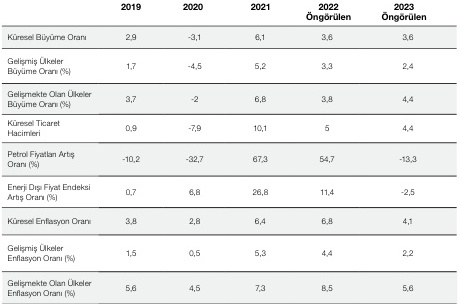 2019 2020 2021 2022 2023
Öngörülen Öngörülen
Küresel Büyüme Oranı 2,9 -3,1 6,1 3,6 3,6
Gelişmiş Ülkeler
Büyüme Oranı (%) 1,7 -4,5 5,2 3,3 2,4
Gelişmekte Olan Ülkeler
Büyüme Oranı (%) 3,7 -2 6,8 3,8 4,4
Küresel Ticaret
Hacimleri 0,9 -7,9 10,1 5 4,4
Petrol Fiyatları Artış
Oranı (%) -10,2 -32,7 67,3 54,7 -13,3
Enerji Dışı Fiyat Endeksi
Artış Oranı (%) 0,7 6,8 26,8 11,4 -2,5
Küresel Enflasyon Oranı 3,8 2,8 6,4 6,8 4,1
Gelişmiş Ülkeler
Enflasyon Oranı (%) 1,5 0,5 5,3 4,4 2,2
Gelişmekte Olan Ülkeler
Enflasyon Oranı (%) 5,6 4,5 7,3 8,5 5,6